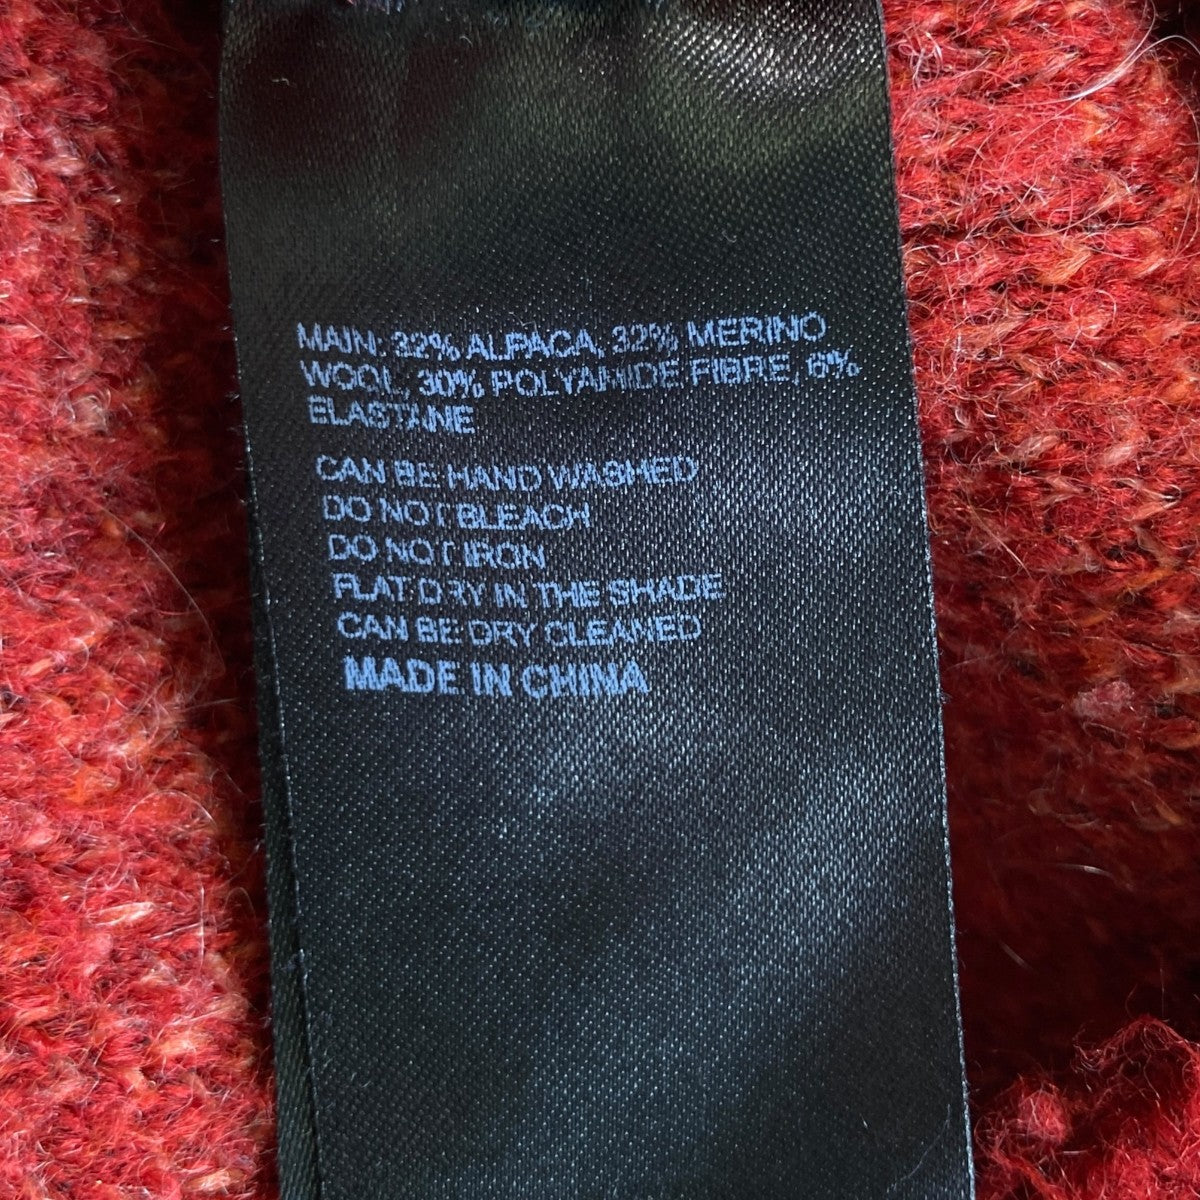 MAIN: 32% ALPACA, 32% MERINO
WOOL, 30% POLYAMIDE FIBRE, 6%
ELASTANE
CAN BE HAND WASHED
DO NOT BLEACH
DO NOT IRON
FLAT DRY IN THE SHADE
CAN BE DRY CLEANED
MADE IN CHINA